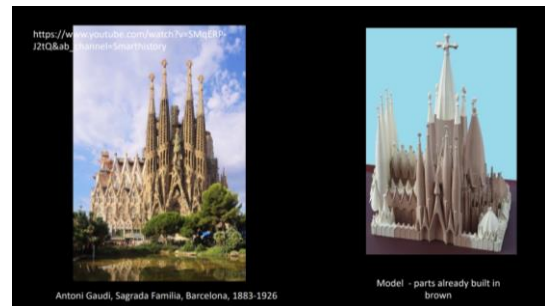 https://www.youtube.com/watch?v=SMqERP-
J2tQ&ab_channel=Smarthistory
Antoni Gaudi, Sagrada Familia, Barcelona, 1883-1926
Model - parts already built in
brown